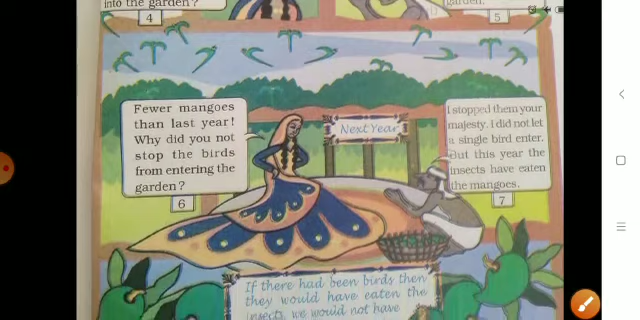 into the garden?
4
garden.
5
Fewer mangoes
than last year!
Why did you not
stop the birds
from entering the
garden?
6
Next Year
I stopped them your
majesty. I did not let
a single bird enter.
But this year the
insects have eaten
the mangoes.
7
If there had been birds then
they would have eaten the
insects, we would not have